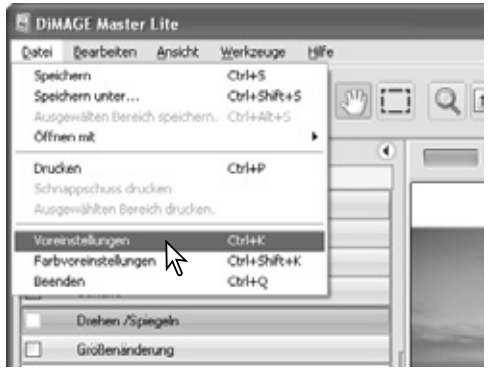 DiMAGE Master Lite
Datei Bearbeiten Ansicht Werkzeuge Hilfe
Speichern Ctrl+S
Speichern unter... Ctrl+Shift+S
Ausgewälten Bereich speichern. Ctrl+Alt+S
Öffnen mit
Drucken Ctrl+P
Schnappschuss drucken
Ausgewählten Bereich drucken.
Voreinstellungen Ctrl+K
Farbvoreinstellungen Ctrl+Shift+K
Beenden Ctrl+Q
Drehen /Spiegeln
Größenänderung